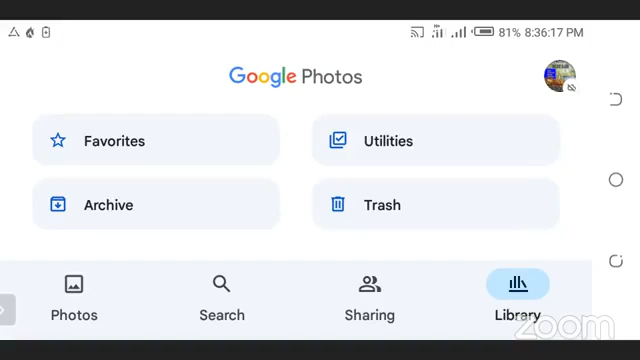 81% 8:36:17 PM
Google Photos
Favorites
Utilities
Archive
Trash
Photos
Search
Sharing
Library
zoom